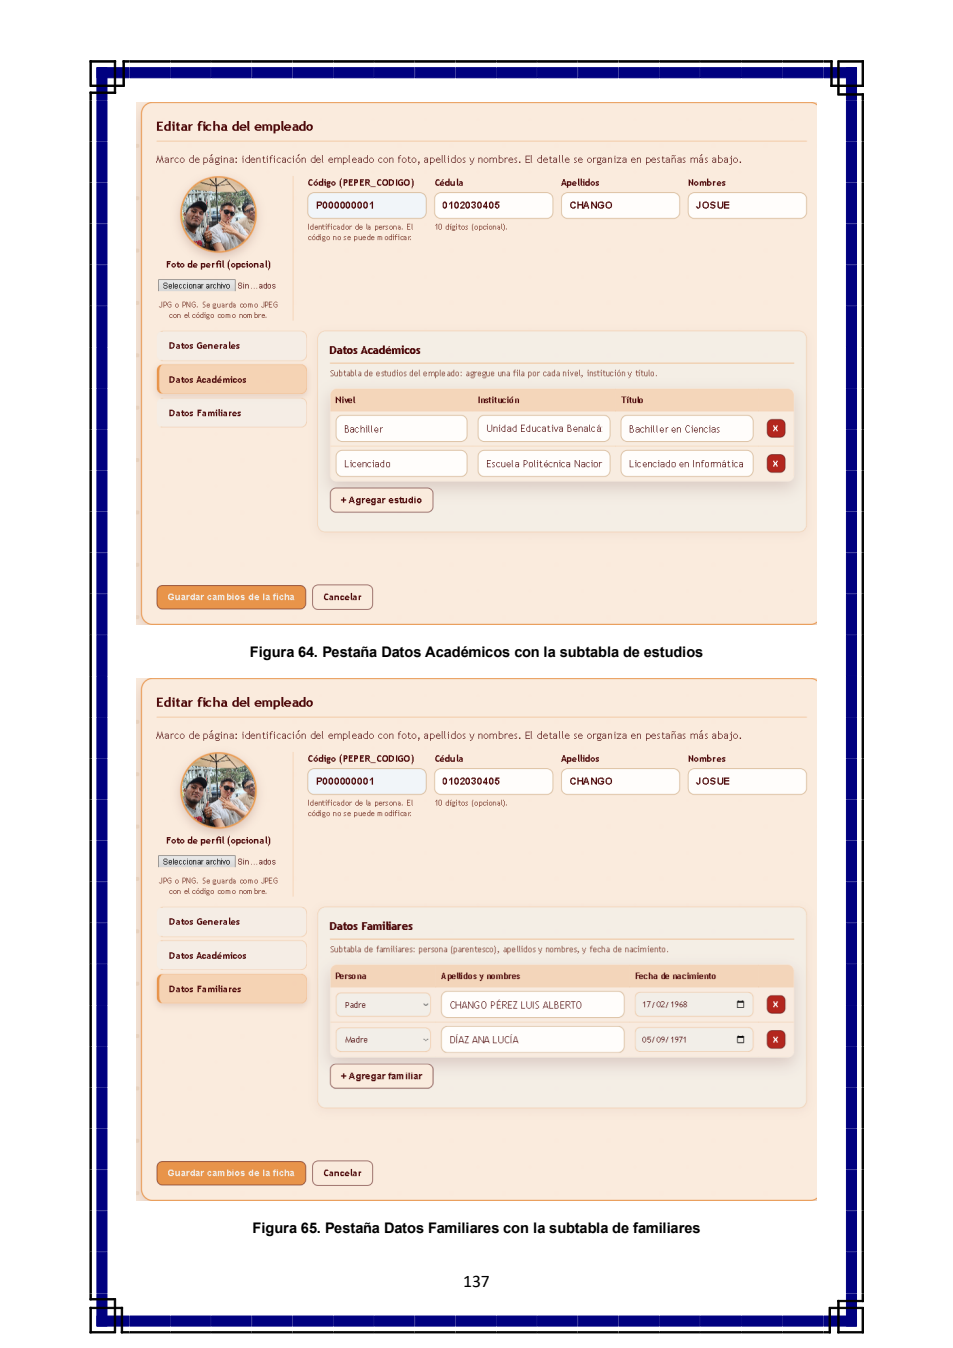 Editar ficha del empleado
Marco de página: identificación del empleado con foto, apellidos y nombres. El detalle se organiza en pestañas más abajo.
Código (PEPER_CODIGO) Cédula Apellidos Nombres
P000000001 0102030405 CHANGO JOSUE
Identificador de la persona. El código no se puede modificar. 10 dígitos (opcional).
Foto de perfil (opcional)
Seleccionar archivo Sin...ados
JPG o PNG. Se guarda como JPEG
con el código como nombre.
Datos Generales
Datos Académicos
Datos Familiares
Datos Académicos
Subtabla de estudios del empleado: agregue una fila por cada nivel, institución y título.
Nivel Institución Título
Bachiller Unidad Educativa Benalcá Bachiller en Ciencias X
Licenciado Escuela Politécnica Nacior Licenciado en Informática X
+ Agregar estudio
Guardar cambios de la ficha Cancelar
Figura 64. Pestaña Datos Académicos con la subtabla de estudios
Editar ficha del empleado
Marco de página: identificación del empleado con foto, apellidos y nombres. El detalle se organiza en pestañas más abajo.
Código (PEPER_CODIGO) Cédula Apellidos Nombres
P000000001 0102030405 CHANGO JOSUE
Identificador de la persona. El código no se puede modificar. 10 dígitos (opcional).
Foto de perfil (opcional)
Seleccionar archivo Sin...ados
JPG o PNG. Se guarda como JPEG
con el código como nombre.
Datos Generales
Datos Académicos
Datos Familiares
Datos Familiares
Subtabla de familiares: persona (parentesco), apellidos y nombres, y fecha de nacimiento.
Persona Apellidos y nombres Fecha de nacimiento
Padre CHANGO PÉREZ LUIS ALBERTO 17/02/1968 X
Madre DÍAZ ANA LUCÍA 05/09/1971 X
+ Agregar familiar
Guardar cambios de la ficha Cancelar
Figura 65. Pestaña Datos Familiares con la subtabla de familiares
137